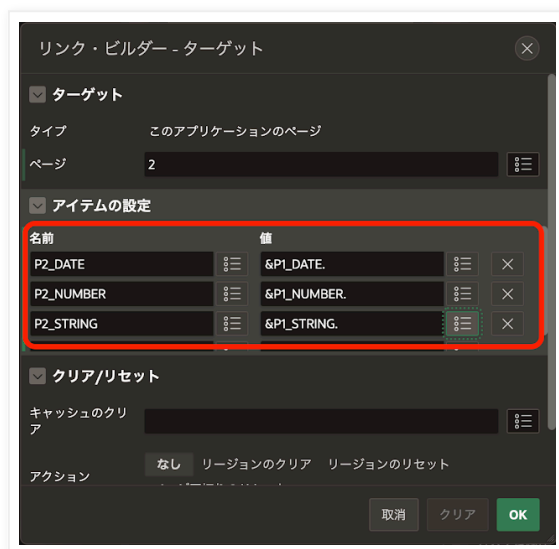 リンク・ビルダー - ターゲット
ターゲット
タイプ このアプリケーションのページ
ページ 2
アイテムの設定
名前 値
P2_DATE &P1_DATE.
P2_NUMBER &P1_NUMBER.
P2_STRING &P1_STRING.
クリア/リセット
キャッシュのクリ
ア
なし リージョンのクリア リージョンのリセット
アクション
取消 クリア OK